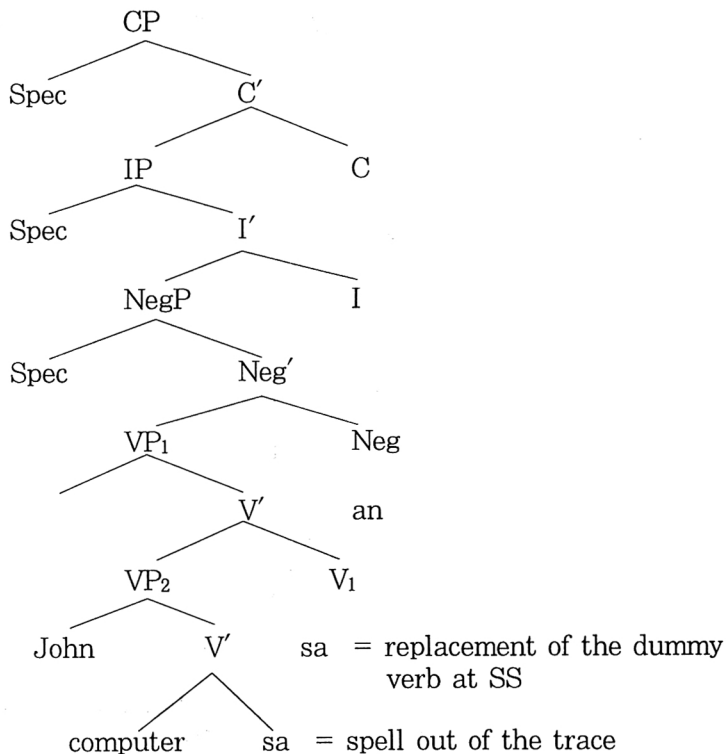 CP
Spec C′
IP C
Spec I′
NegP I
Spec Neg′
VP₁ Neg
V′ an
VP₂ V₁
John V′ sa = replacement of the dummy
verb at SS
computer sa = spell out of the trace